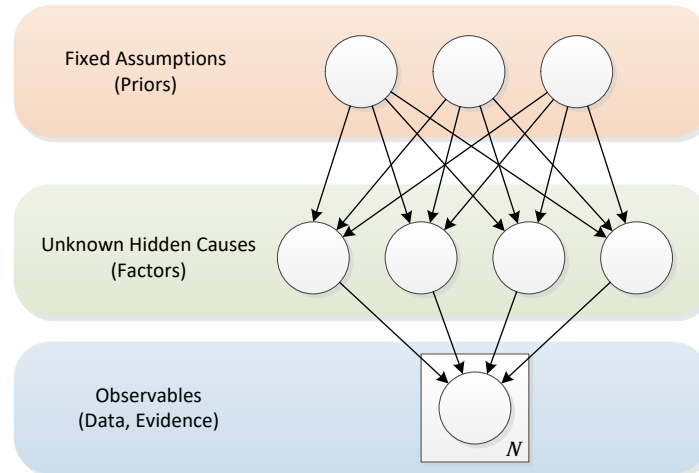 Fixed Assumptions
(Priors)
Unknown Hidden Causes
(Factors)
Observables
(Data, Evidence)
N